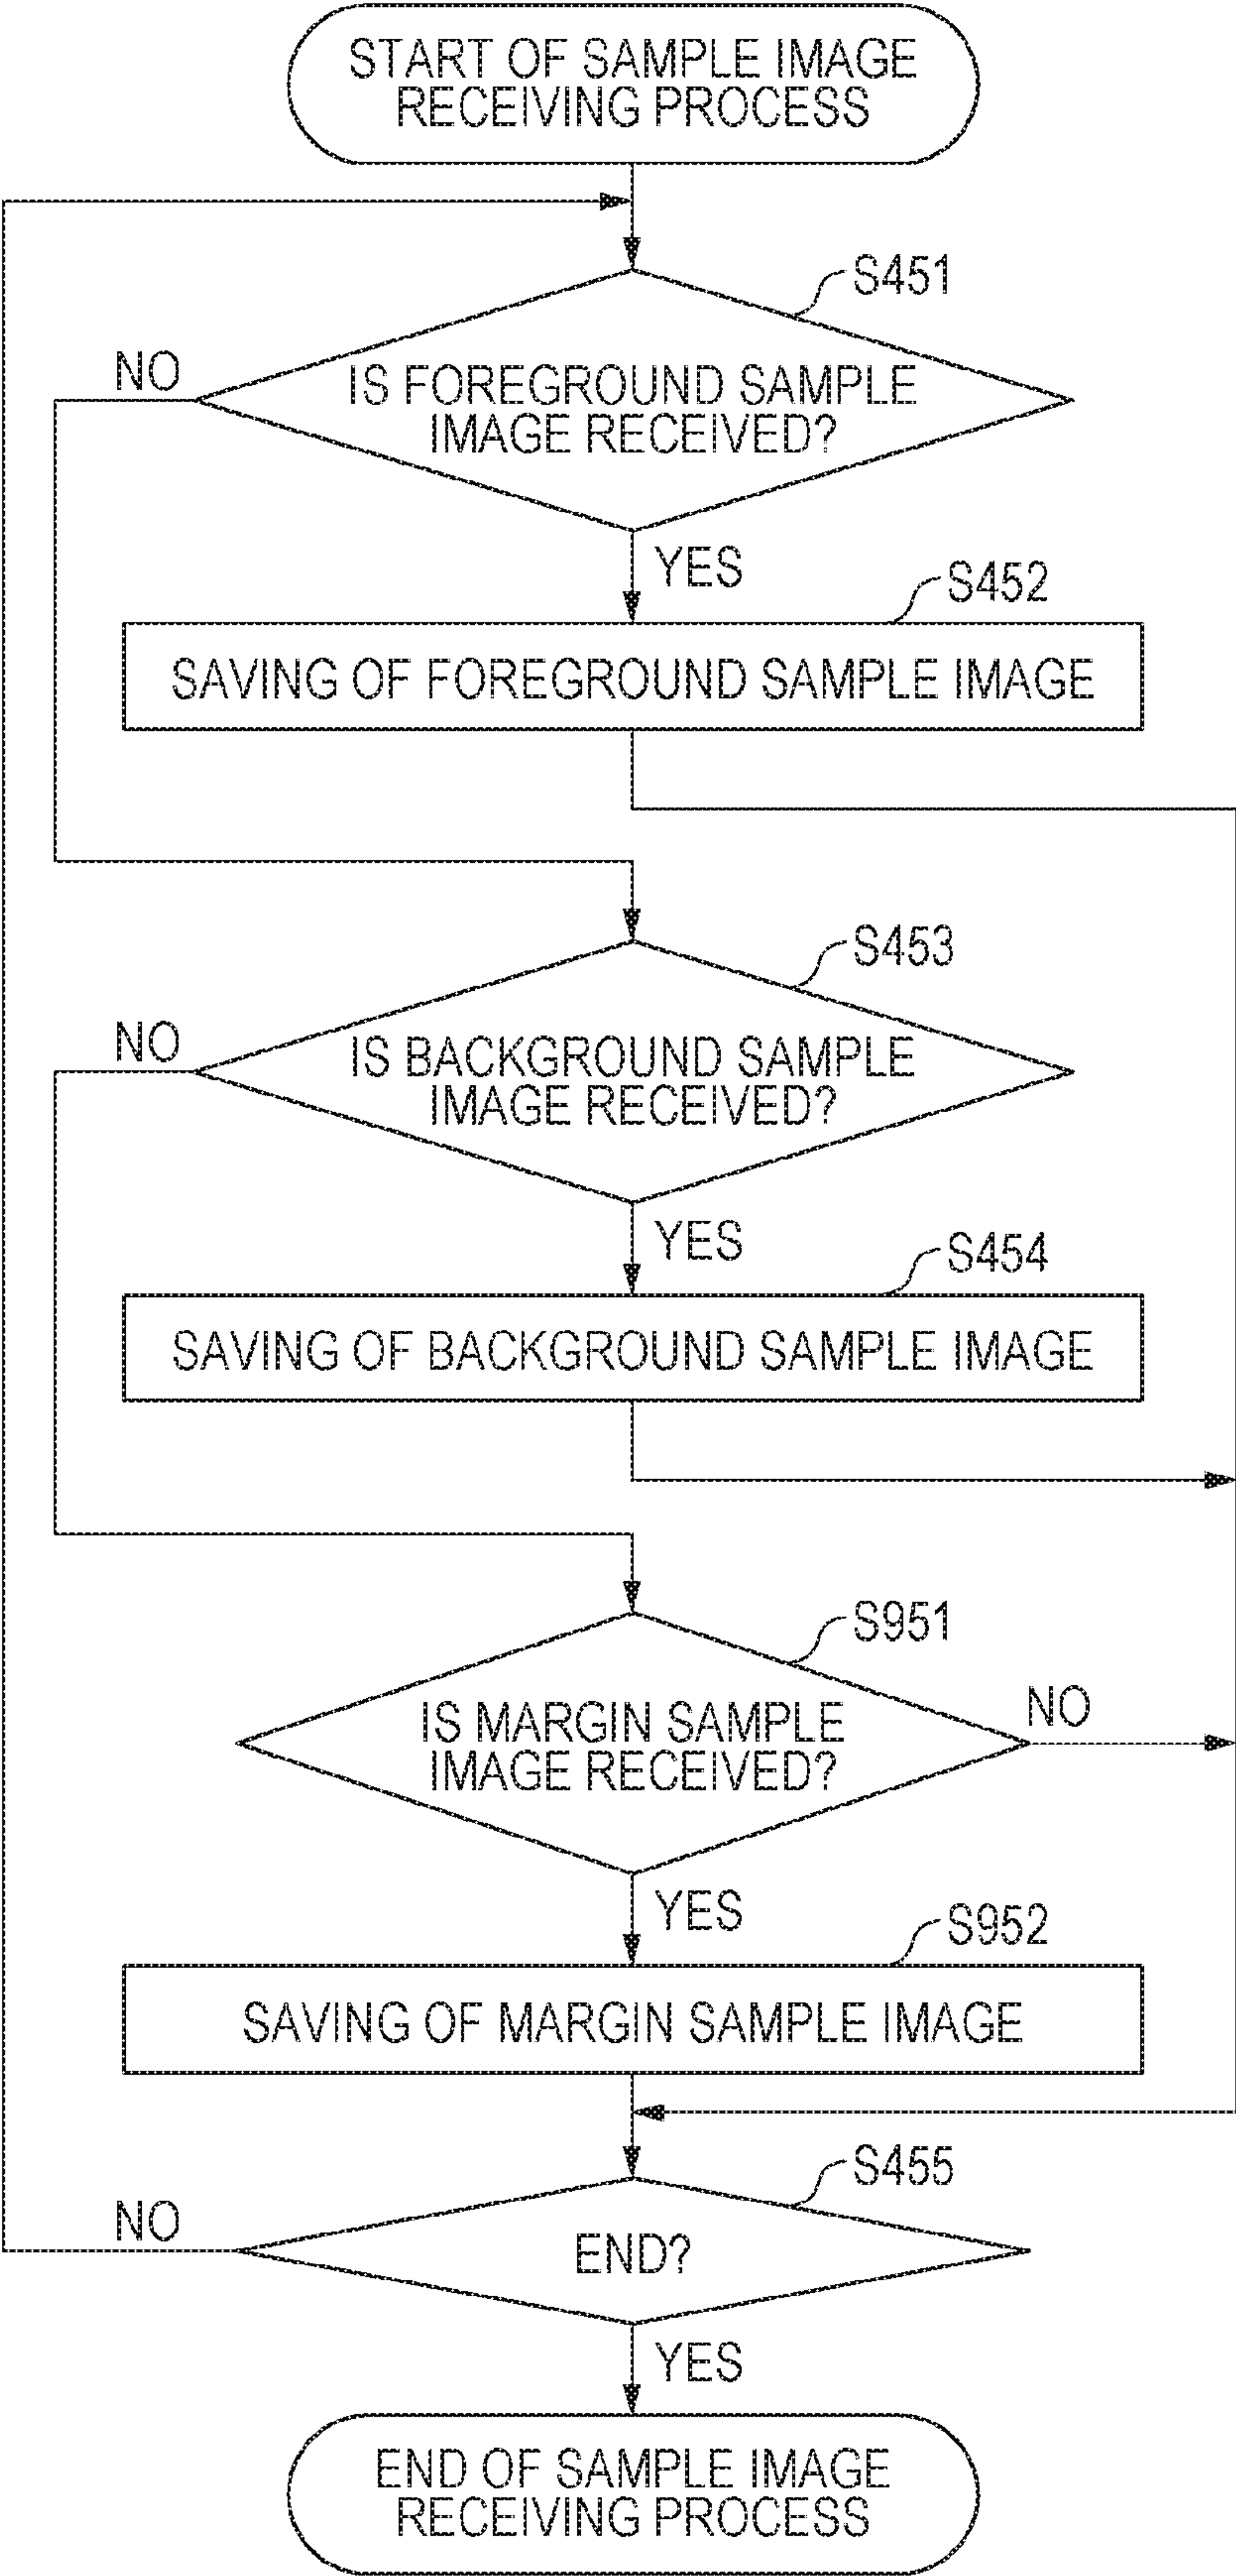 START OF SAMPLE IMAGE
RECEIVING PROCESS
S451
NO
IS FOREGROUND SAMPLE
IMAGE RECEIVED?
YES
S452
SAVING OF FOREGROUND SAMPLE IMAGE
S453
NO
IS BACKGROUND SAMPLE
IMAGE RECEIVED?
YES
S454
SAVING OF BACKGROUND SAMPLE IMAGE
S951
IS MARGIN SAMPLE
IMAGE RECEIVED?
NO
YES
S952
SAVING OF MARGIN SAMPLE IMAGE
S455
NO
END?
YES
END OF SAMPLE IMAGE
RECEIVING PROCESS